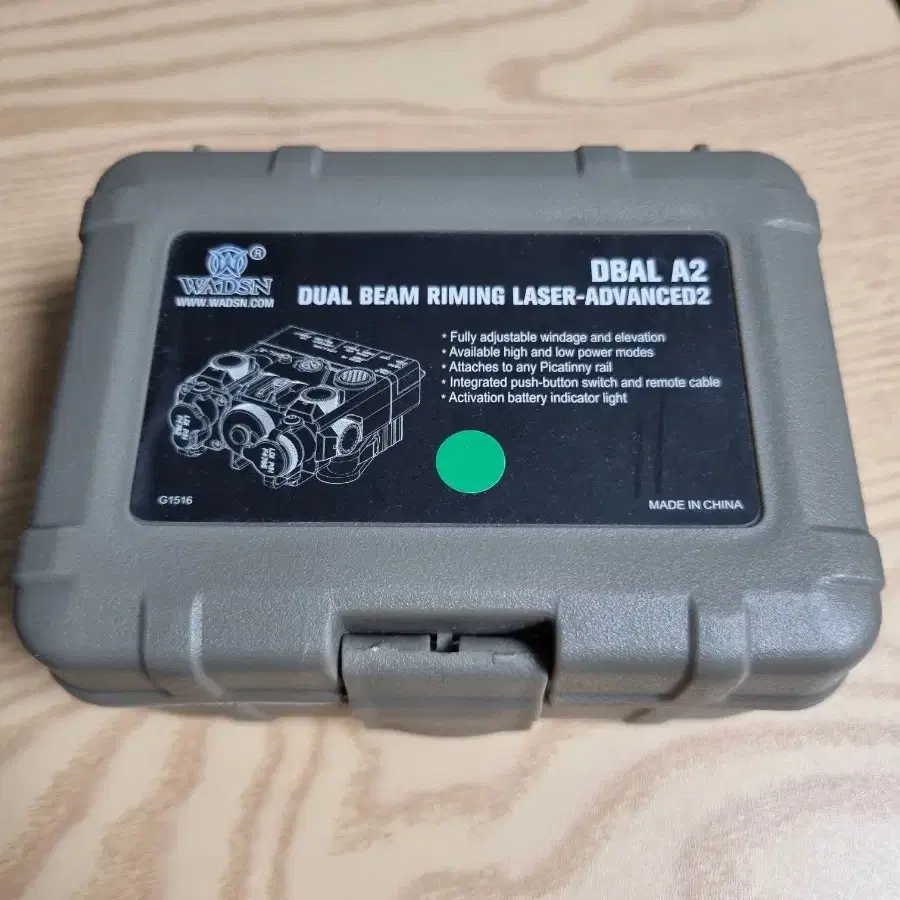 WADSN ®
WWW.WADSN.COM
DBAL A2
DUAL BEAM RIMING LASER-ADVANCED2
* Fully adjustable windage and elevation
* Available high and low power modes
* Attaches to any Picatinny rail
* Integrated push-button switch and remote cable
* Activation battery indicator light
G1516
MADE IN CHINA